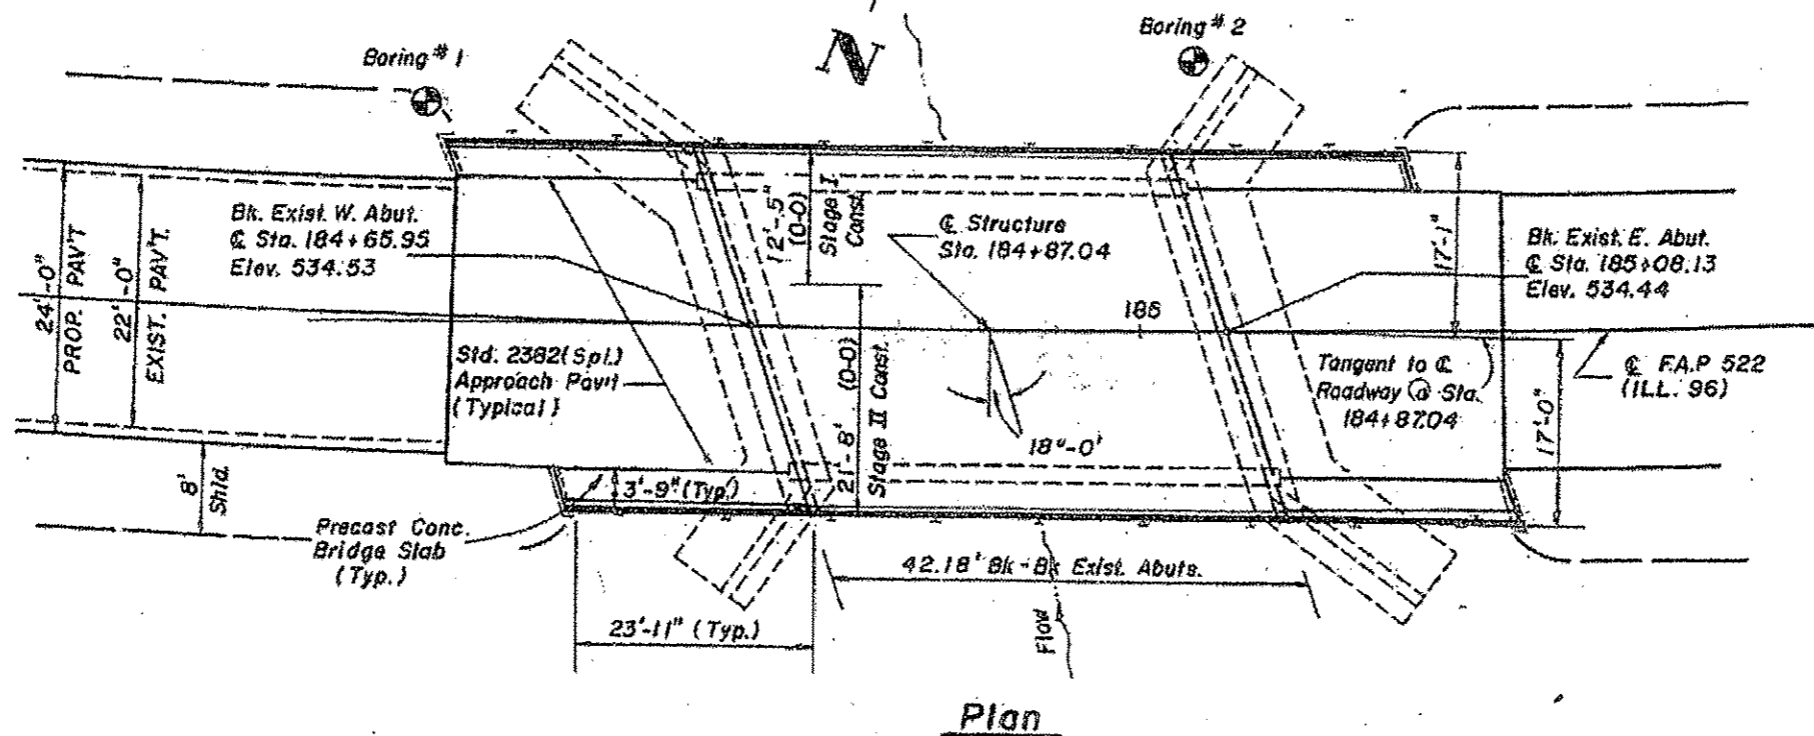 Boring # 1
N
Boring # 2
Bk. Exist. W. Abut.
℄ Sta. 184+65.95
Elev. 534.53
12'-5"
(O-O)
Stage I
Const.
℄ Structure
Sta. 184+87.04
17'-1"
Bk. Exist. E. Abut.
℄ Sta. 185+08.13
Elev. 534.44
24'-0"
PROP. PAV'T
22'-0"
EXIST. PAV'T.
185
Std. 2382 (Spl.)
Approach Pav't
(Typical)
21'-8" (O-O)
Stage II Const.
18°-0'
Tangent to ℄
Roadway @ Sta.
184+87.04
℄ F.A.P 522
(ILL. 96)
17'-0"
8'
Shld.
3'-9" (Typ.)
Precast Conc.
Bridge Slab
(Typ.)
42.18' Bk-Bk Exist. Abuts.
23'-11" (Typ.)
Flow
Plan